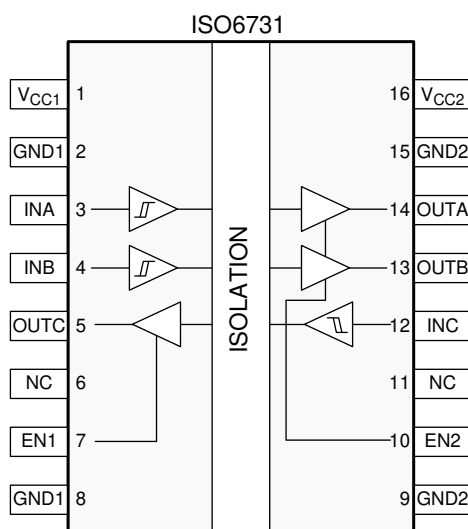 ISO6731
VCC1 1 16 VCC2
GND1 2 15 GND2
INA 3 14 OUTA
INB 4 13 OUTB
ISOLATION
OUTC 5 12 INC
NC 6 11 NC
EN1 7 10 EN2
GND1 8 9 GND2